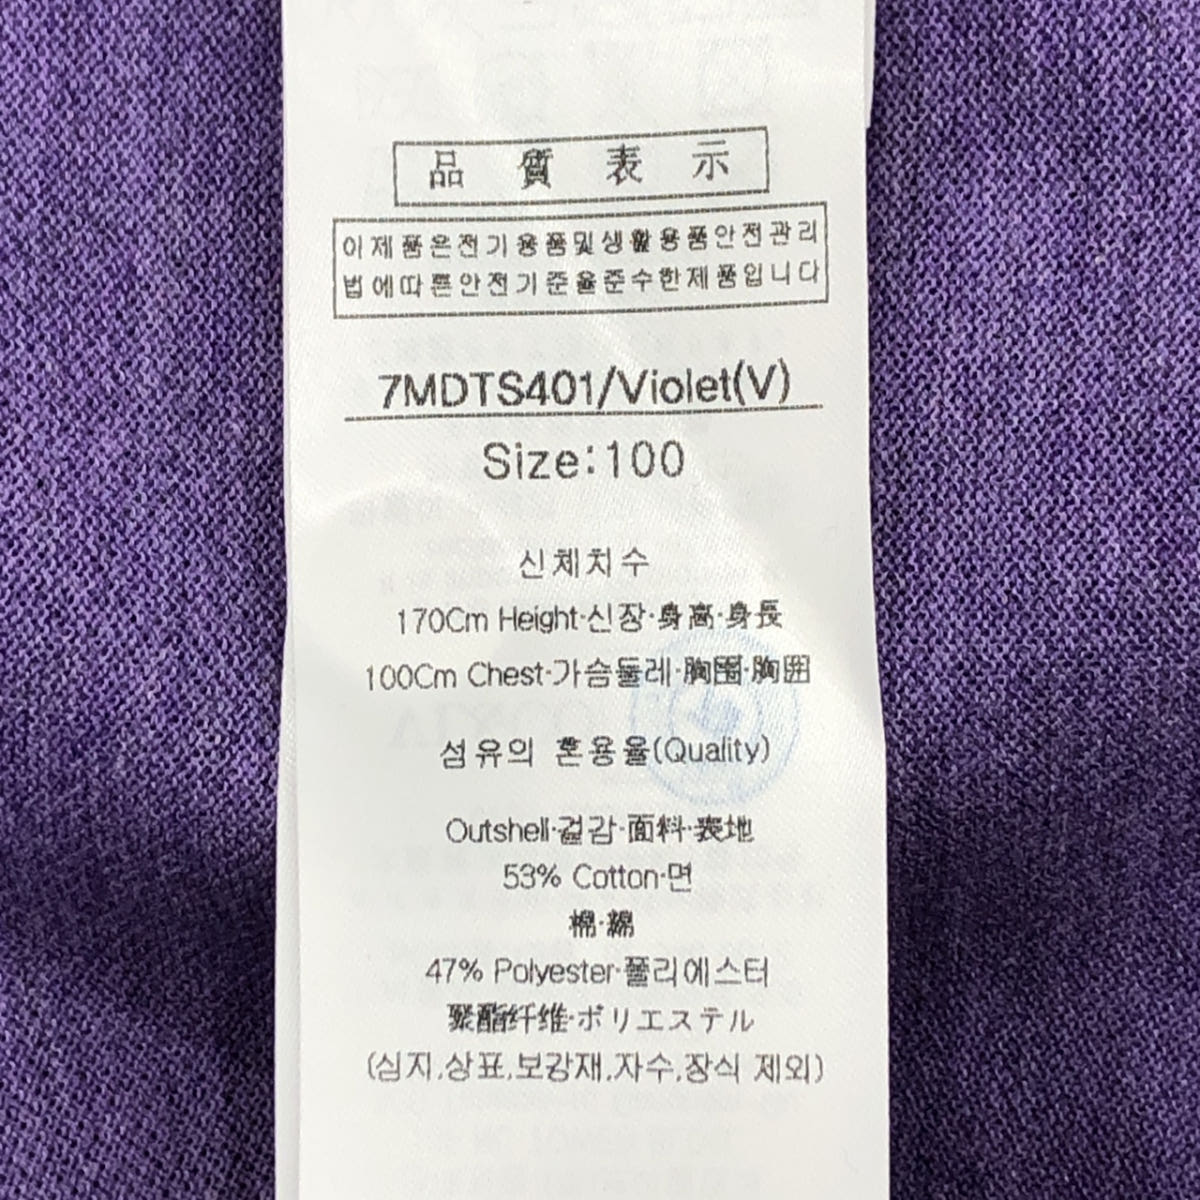 品質表示
이제품은전기용품및생활용품안전관리
법에따른안전기준을준수한제품입니다
7MDTS401/Violet(V)
Size:100
신체치수
170Cm Height·신장·身高·身長
100Cm Chest·가슴둘레·胸围·胸囲
섬유의 혼용율(Quality)
Outshell·겉감·面料·表地
53% Cotton·면
棉·綿
47% Polyester·폴리에스터
聚酯纤维·ポリエステル
(심지,상표,보강재,자수,장식 제외)